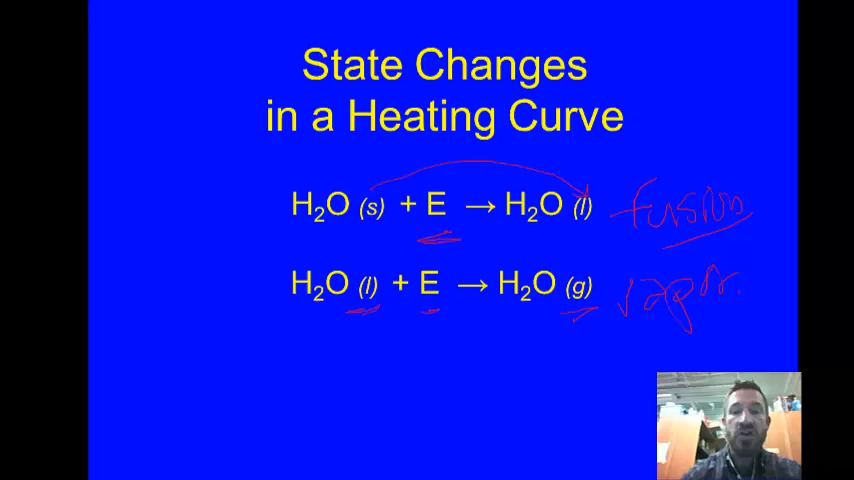 State Changes
in a Heating Curve
H₂O (s) + E → H₂O (l) fusion
H₂O (l) + E → H₂O (g) vapor.